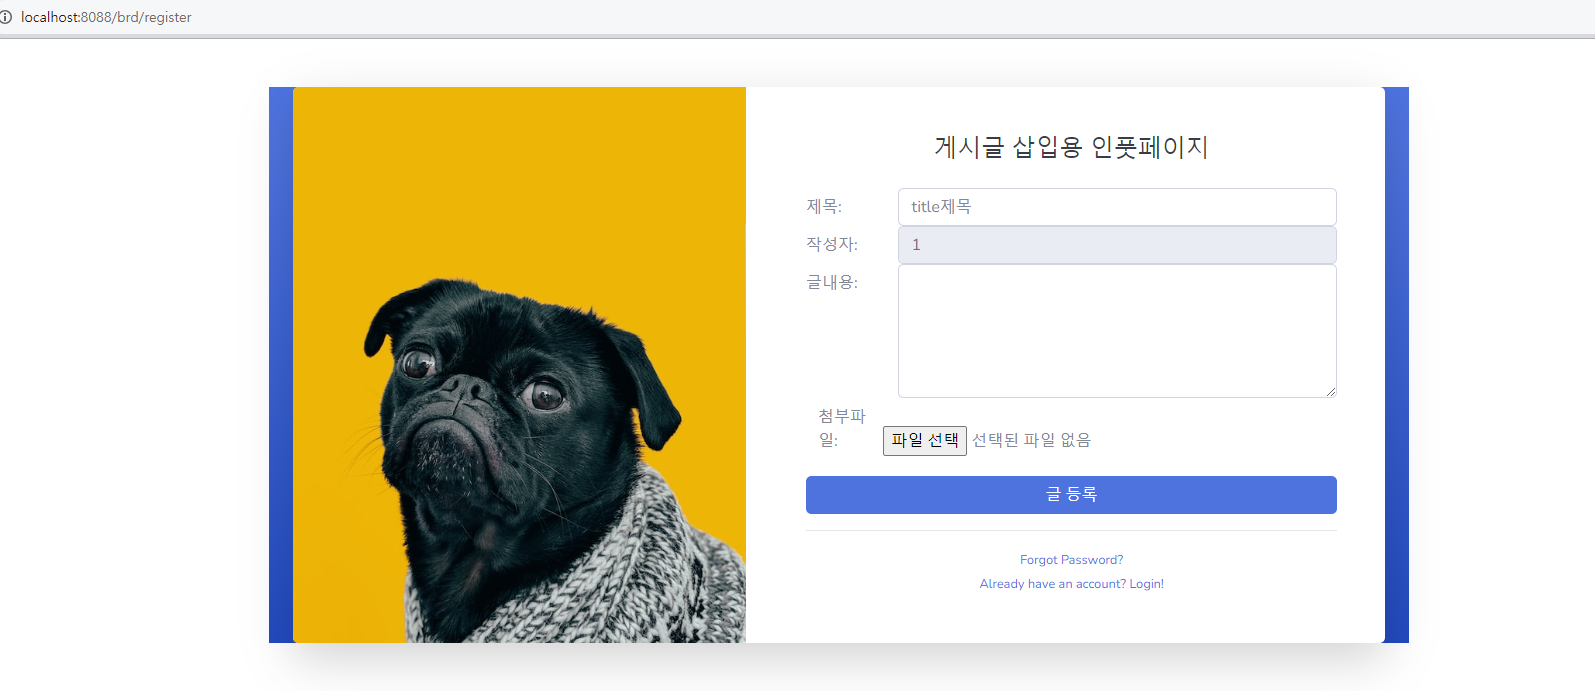 localhost:8088/brd/register
게시글 삽입용 인풋페이지
제목:
title제목
작성자:
1
글내용:
첨부파
일:
파일 선택 선택된 파일 없음
글 등록
Forgot Password?
Already have an account? Login!